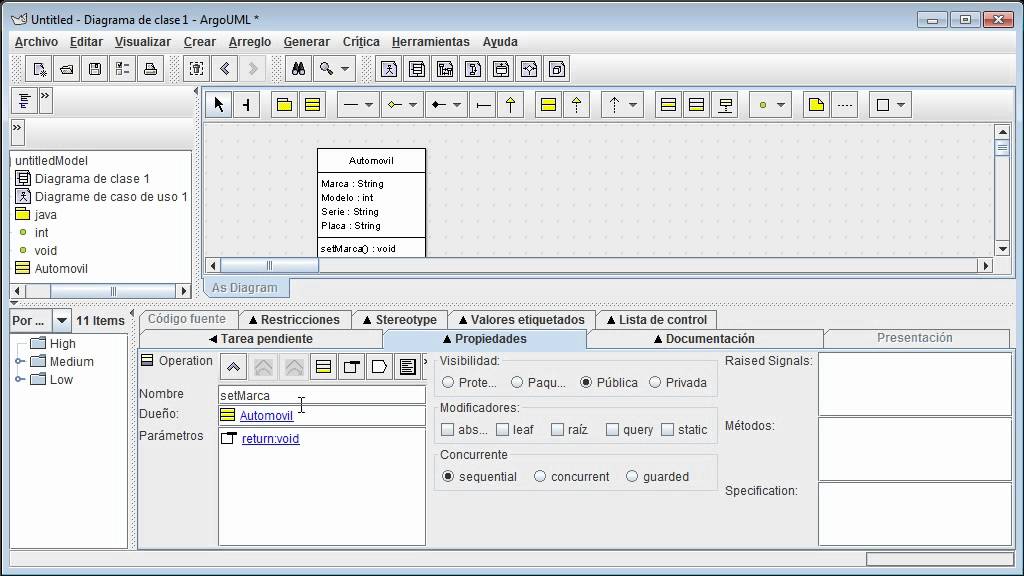 Untitled - Diagrama de clase 1 - ArgoUML *
Archivo Editar Visualizar Crear Arreglo Generar Crítica Herramientas Ayuda
»
»
untitledModel
Diagrama de clase 1
Diagrame de caso de uso 1
java
int
void
Automovil
Automovil
Marca : String
Modelo : int
Serie : String
Placa : String
setMarca() : void
As Diagram
Por ... 11 Items
High
Medium
Low
Código fuente Restricciones Stereotype Valores etiquetados Lista de control
Tarea pendiente Propiedades Documentación Presentación
Operation
Nombre setMarca
Dueño: Automovil
Parámetros return:void
Visibilidad:
Prote... Paqu... Pública Privada
Modificadores:
abs... leaf raíz query static
Concurrente
sequential concurrent guarded
Raised Signals:
Métodos:
Specification: